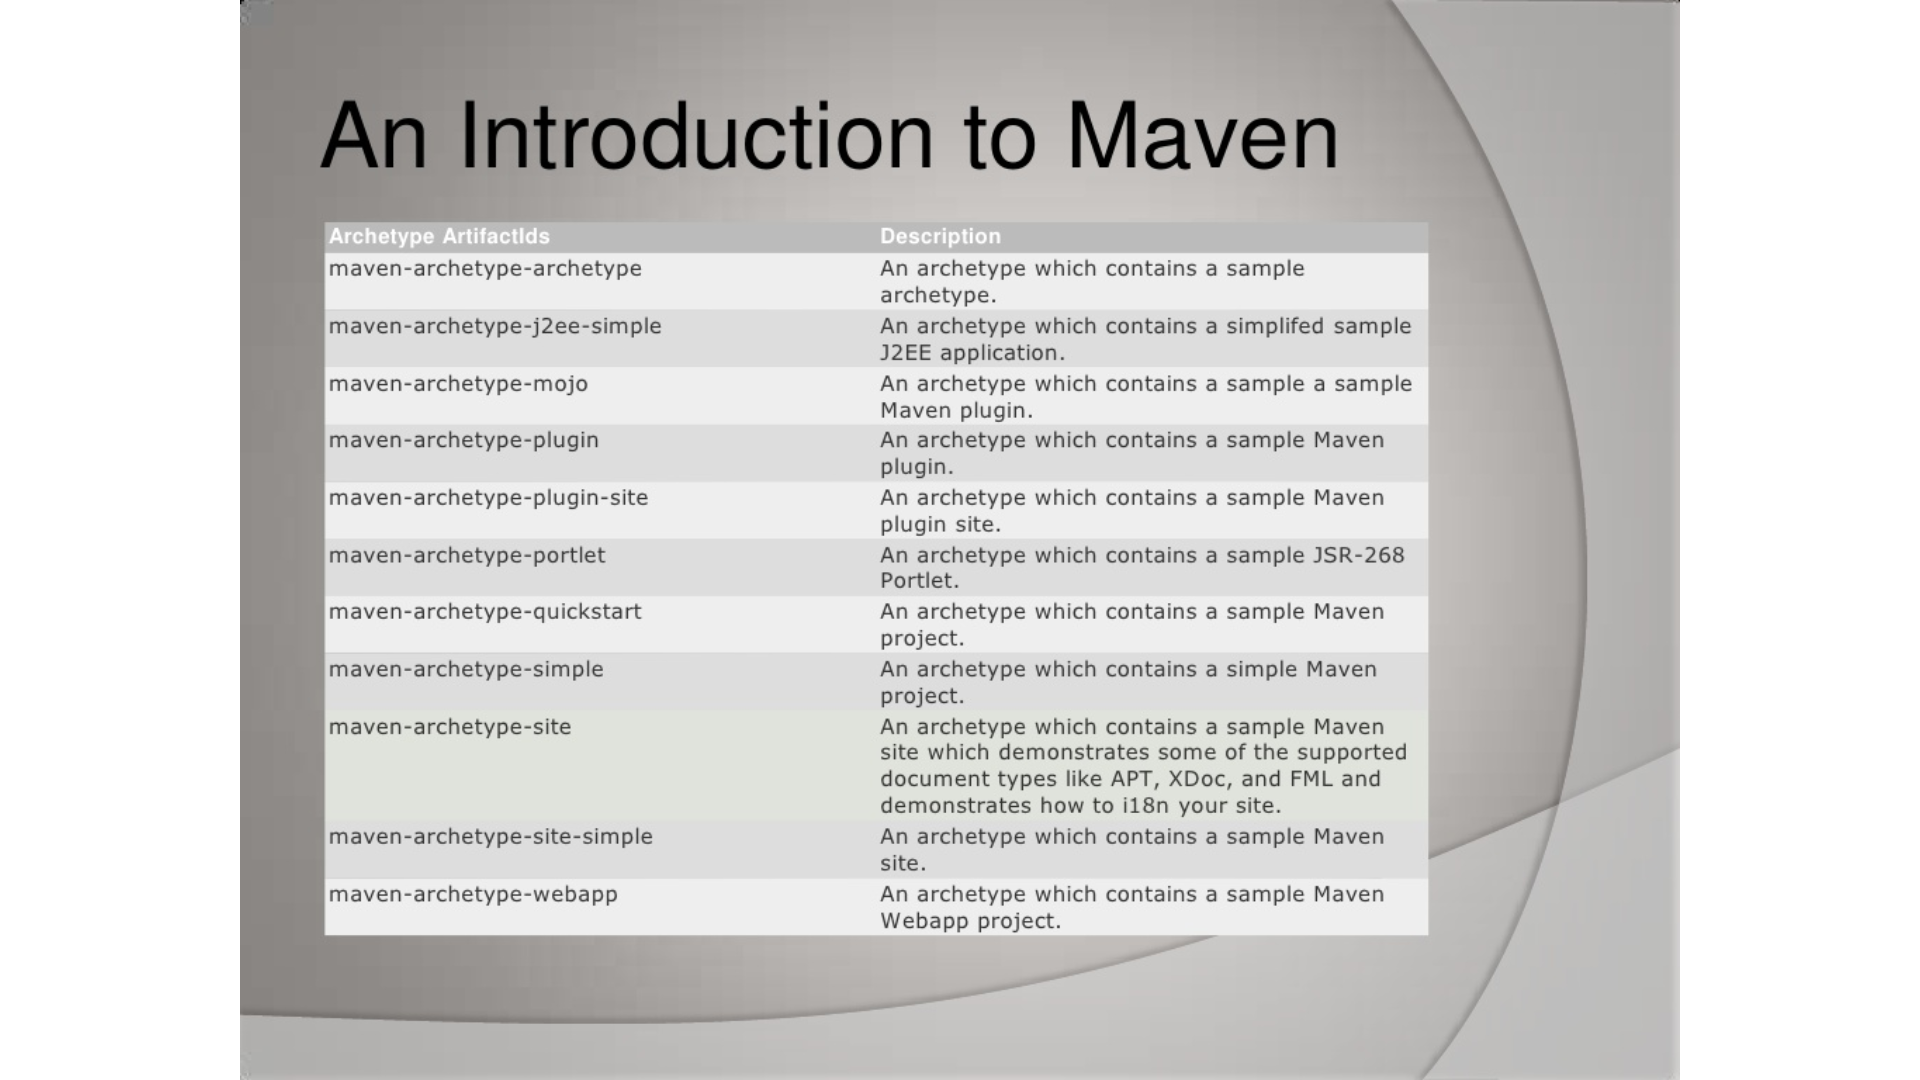 An Introduction to Maven
Archetype ArtifactIds Description
maven-archetype-archetype An archetype which contains a sample
archetype.
maven-archetype-j2ee-simple An archetype which contains a simplifed sample
J2EE application.
maven-archetype-mojo An archetype which contains a sample a sample
Maven plugin.
maven-archetype-plugin An archetype which contains a sample Maven
plugin.
maven-archetype-plugin-site An archetype which contains a sample Maven
plugin site.
maven-archetype-portlet An archetype which contains a sample JSR-268
Portlet.
maven-archetype-quickstart An archetype which contains a sample Maven
project.
maven-archetype-simple An archetype which contains a simple Maven
project.
maven-archetype-site An archetype which contains a sample Maven
site which demonstrates some of the supported
document types like APT, XDoc, and FML and
demonstrates how to i18n your site.
maven-archetype-site-simple An archetype which contains a sample Maven
site.
maven-archetype-webapp An archetype which contains a sample Maven
Webapp project.